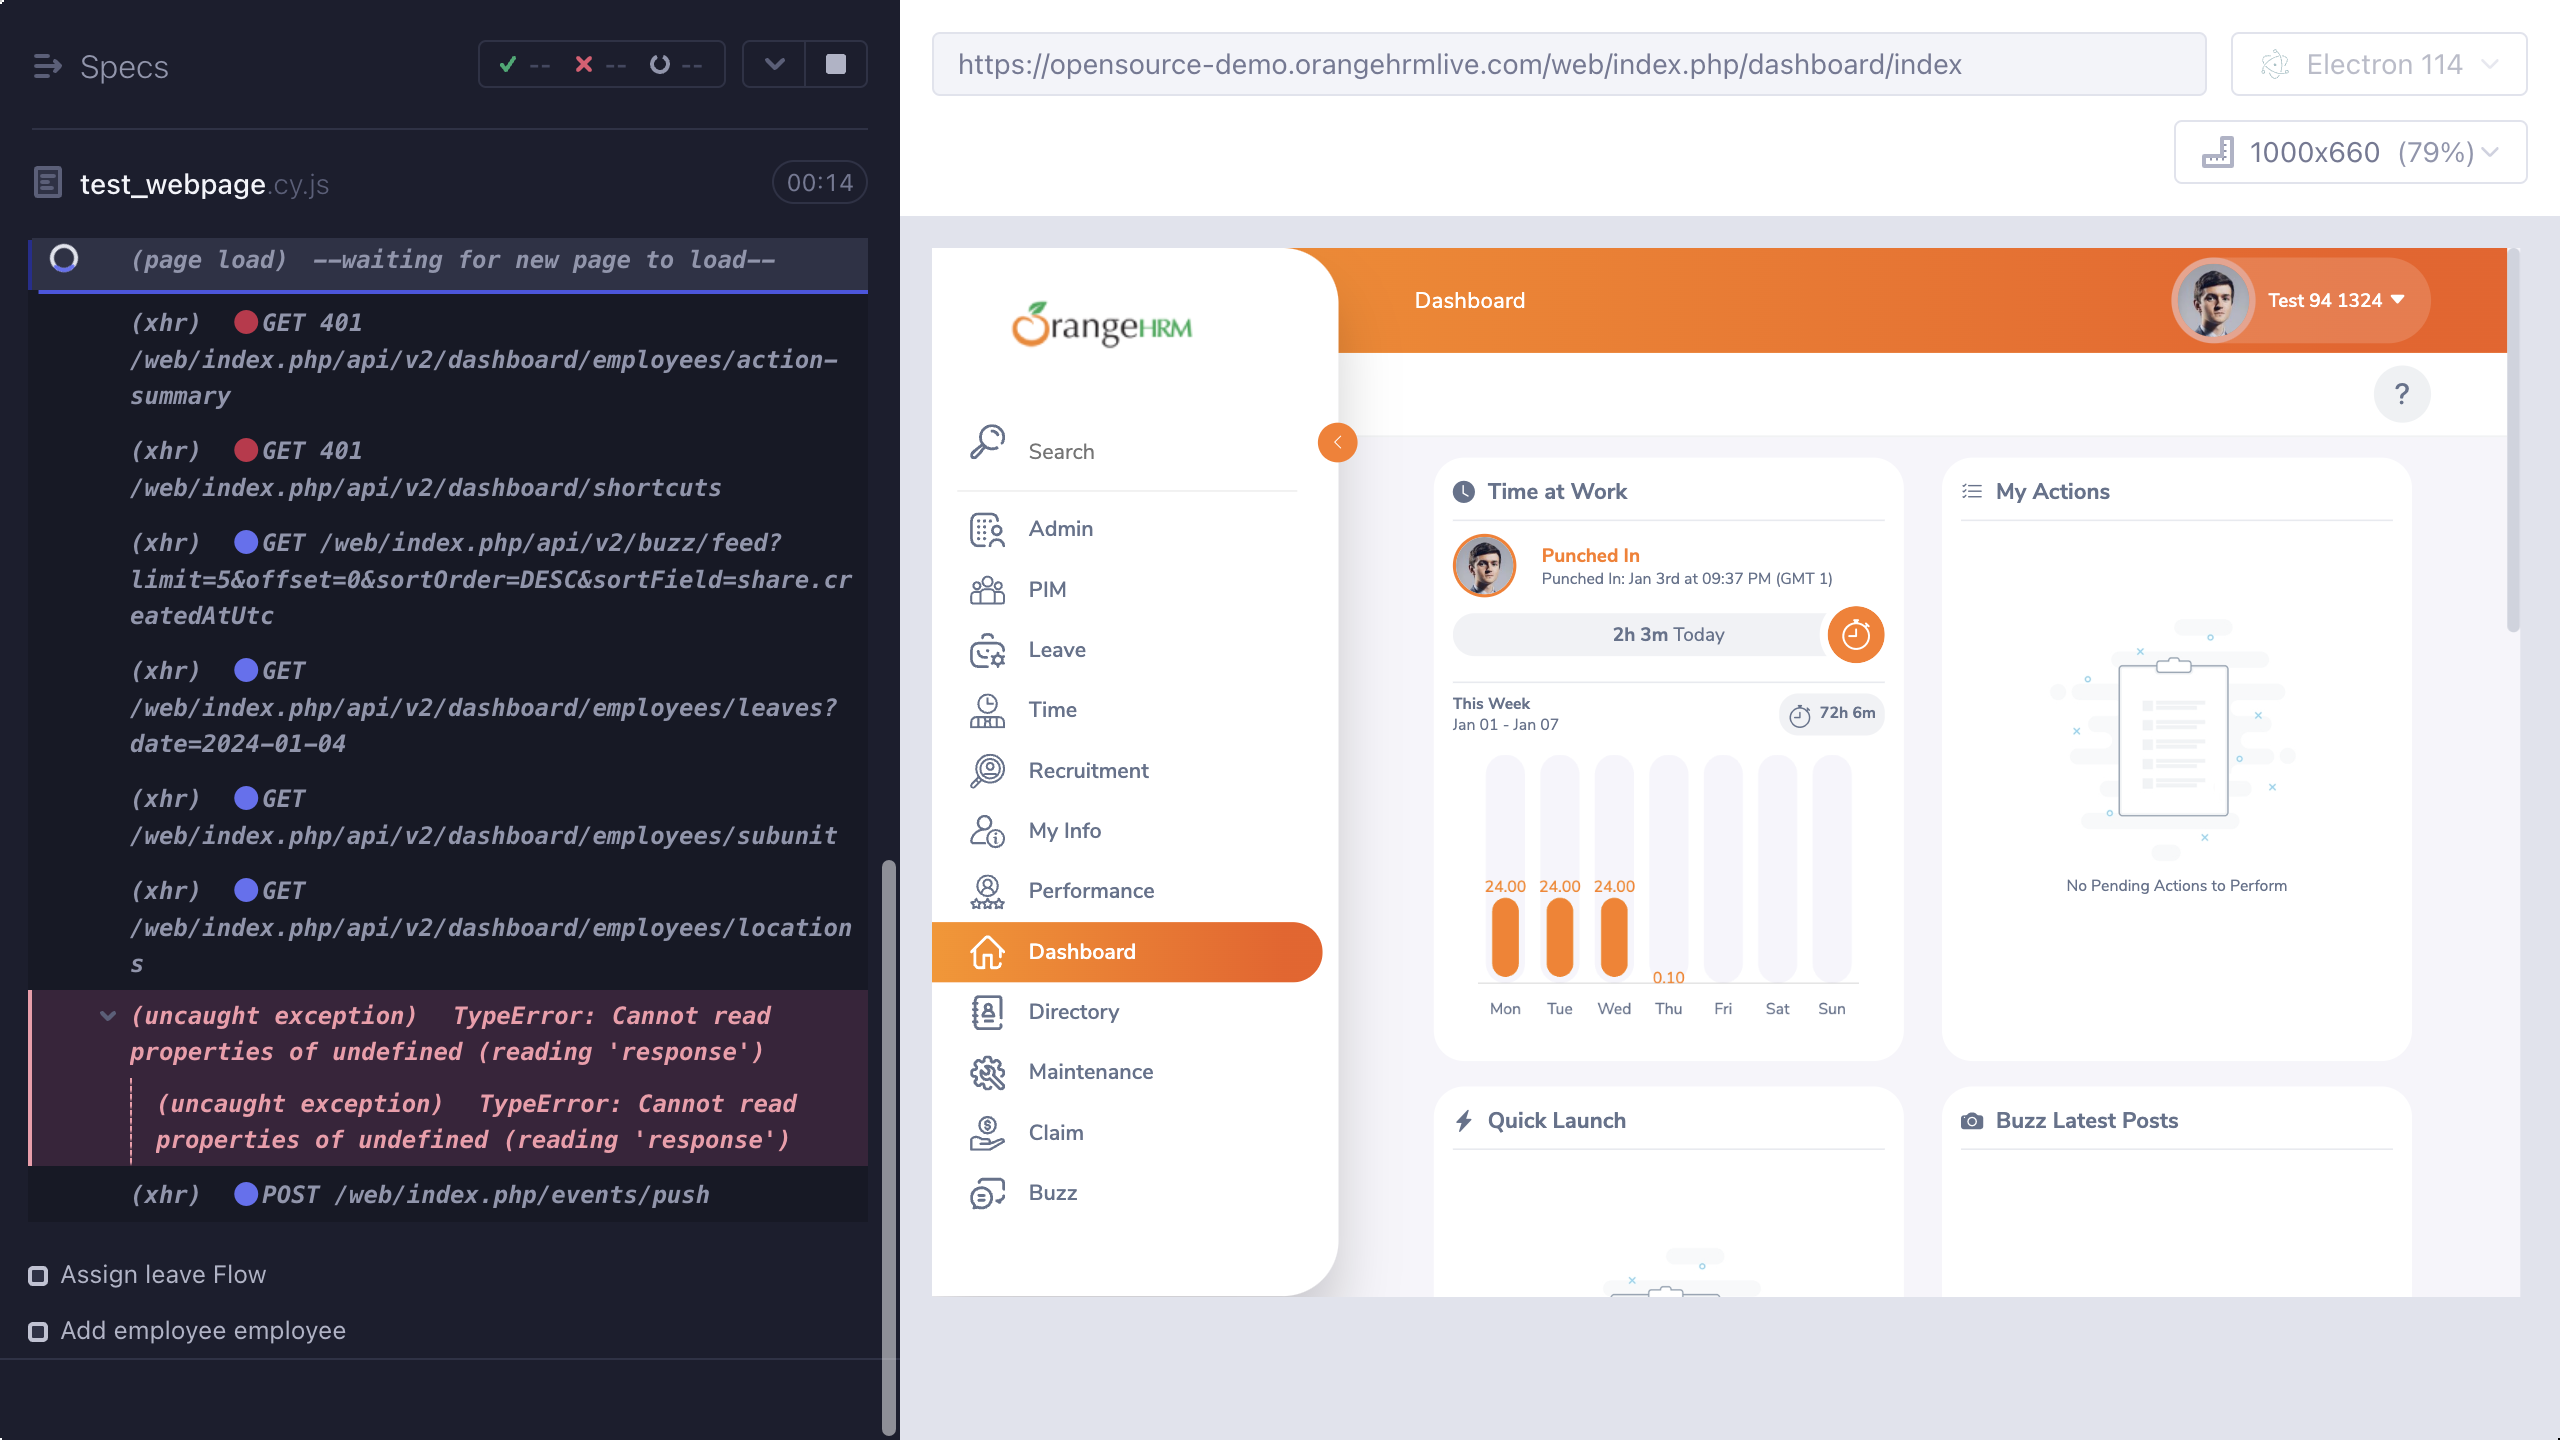 Specs
-- -- --
test_webpage.cy.js
00:14
(page load) --waiting for new page to load--
(xhr) GET 401
/web/index.php/api/v2/dashboard/employees/action-
summary
(xhr) GET 401
/web/index.php/api/v2/dashboard/shortcuts
(xhr) GET /web/index.php/api/v2/buzz/feed?
limit=5&offset=0&sortOrder=DESC&sortField=share.cr
eatedAtUtc
(xhr) GET
/web/index.php/api/v2/dashboard/employees/leaves?
date=2024-01-04
(xhr) GET
/web/index.php/api/v2/dashboard/employees/subunit
(xhr) GET
/web/index.php/api/v2/dashboard/employees/location
s
(uncaught exception) TypeError: Cannot read
properties of undefined (reading 'response')
(uncaught exception) TypeError: Cannot read
properties of undefined (reading 'response')
(xhr) POST /web/index.php/events/push
Assign leave Flow
Add employee employee
https://opensource-demo.orangehrmlive.com/web/index.php/dashboard/index
Electron 114
1000x660 (79%)
OrangeHRM
Search
Admin
PIM
Leave
Time
Recruitment
My Info
Performance
Dashboard
Directory
Maintenance
Claim
Buzz
Dashboard
Test 94 1324
?
Time at Work
Punched In
Punched In: Jan 3rd at 09:37 PM (GMT 1)
2h 3m Today
This Week
Jan 01 - Jan 07
72h 6m
24.00 24.00 24.00
0.10
Mon Tue Wed Thu Fri Sat Sun
My Actions
No Pending Actions to Perform
Quick Launch
Buzz Latest Posts